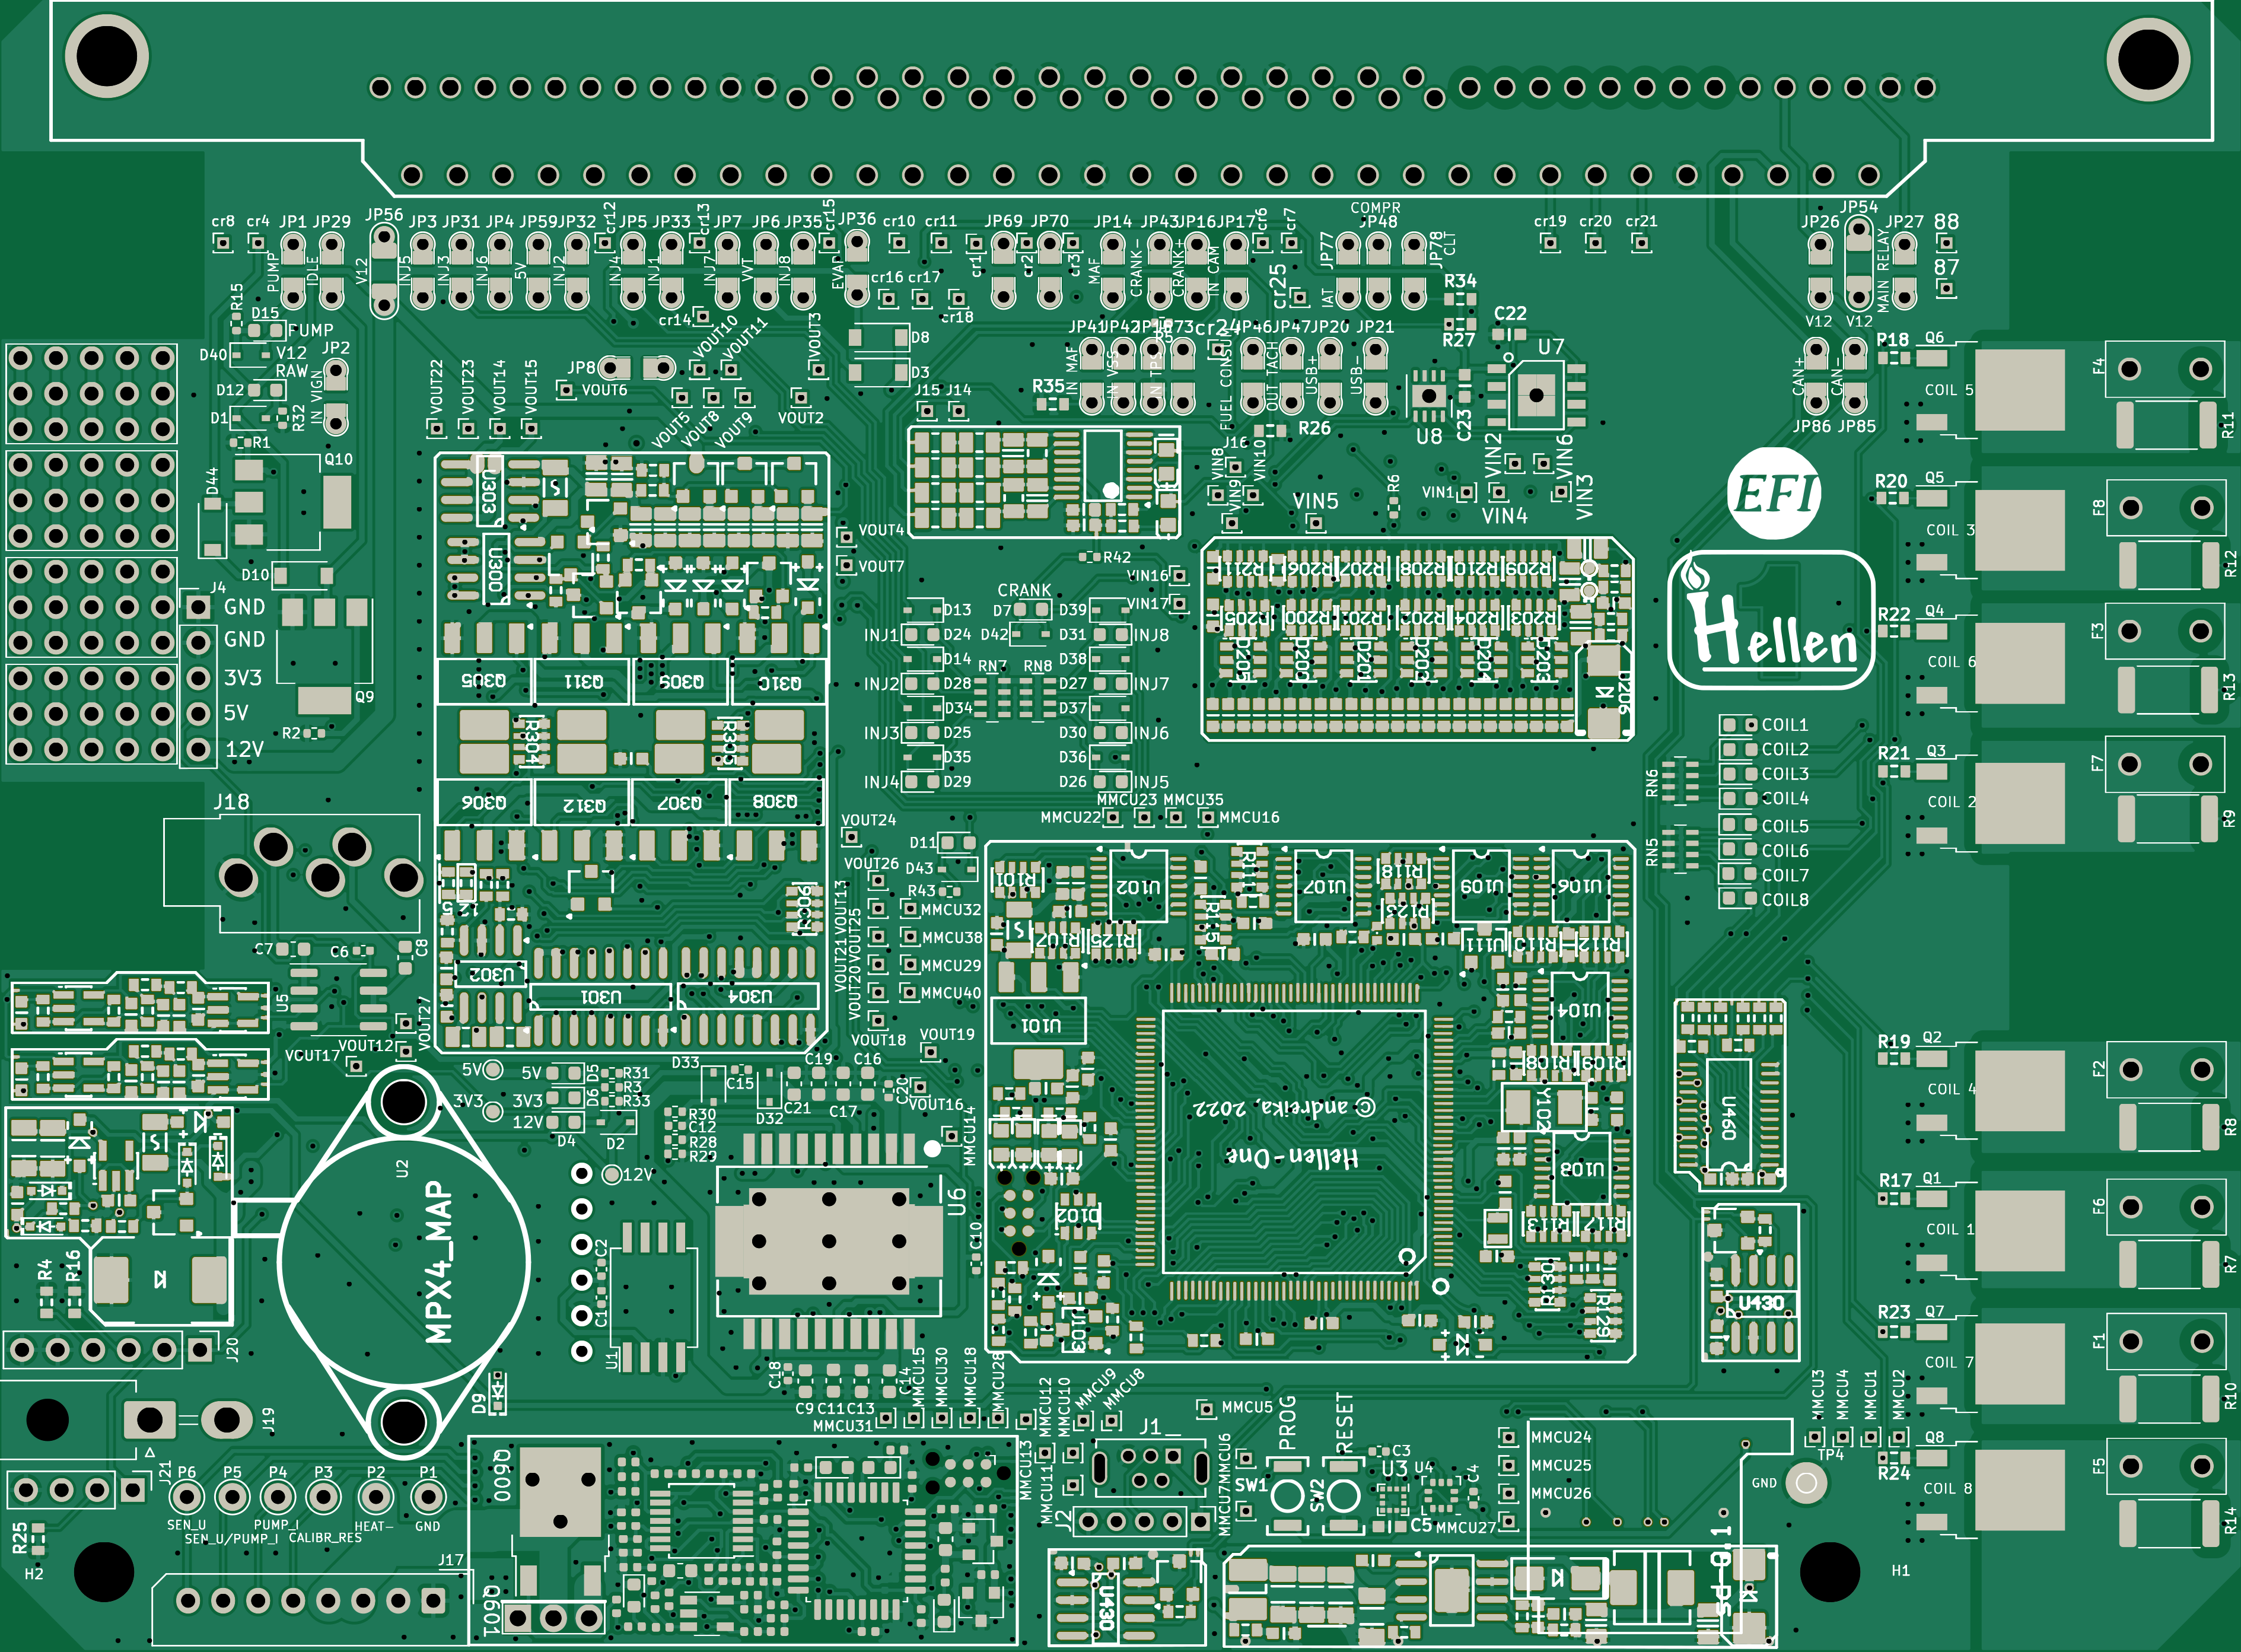 COMPR
cr8 cr4 JP1 JP29 JP56 JP3 JP31 JP4 JP59 JP32 cr12 JP5 JP33 cr13 JP7 JP6 JP35 cr15 JP36 cr10 cr11 JP69 JP70 JP14 JP43 JP16 JP17 cr6 cr7 JP77 JP48 JP78 cr19 cr20 cr21 JP26 JP54 JP27 88
PUMP IDLE V12 INJ5 INJ3 INJ6 5V INJ2 INJ4 INJ1 INJ7 VVT INJ8 EVAP cr1 cr2 cr3 MAF CRANK- CRANK+ IN CAM cr25 IAT CLT MAIN RELAY 87
cr16 cr17 cr18 cr14 R34 V12 V12
R15 D15 PUMP VOUT10 VOUT11 VOUT3 D8 JP41 JP42 cr24 JP46 JP47 JP20 JP21 R27 C22 U7 R18 Q6
D40 V12 JP2 JP8 VOUT6 D3 IN MAF IN VSS FUEL CONSUM OUT TACH USB+ USB- CAN+ CAN- COIL 5 F4
RAW
D12 IN VIGN VOUT22 VOUT23 VOUT14 VOUT15 VOUT5 VOUT8 VOUT9 VOUT2 J15 J14 R35 R26 U8 C23 JP86 JP85 R11
D1 R32 R1 Q10 D44 J16 VIN8 VIN10 VIN9 VIN5 R6 VIN1 VIN2 VIN6 VIN4 VIN3
EFI R20 Q5 COIL 3 F8 R12
U303 U300 VOUT4 VOUT7 R42 VIN16 VIN17
R211 R206 R207 R208 R210 R209
R205 R200 R201 R202 R204 R203
D205 D200 D201 D202 D204 D203 D206
1
Hellen
D10 J4 GND
GND
3V3
5V
12V
Q9 R2
CRANK
D13 D7 D39
INJ1 D24 D42 D31 INJ8
D14 RN7 RN8 D38
INJ2 D28 D27 INJ7
D34 D37
INJ3 D25 D30 INJ6
D35 D36
INJ4 D29 D26 INJ5
R22 Q4 COIL 6 F3 R13
Q305 Q311 Q309 Q310
R304 R305
Q306 Q312 Q307 Q308
COIL1
COIL2
COIL3
COIL4
COIL5
COIL6
COIL7
COIL8
RN6 RN5
R21 Q3 COIL 2 F7 R9
MMCU23 MMCU35
MMCU22 MMCU16
J18 VOUT24 D11
VOUT26 D43
R43
VOUT13 VOUT25 VOUT21 VOUT20
MMCU32
MMCU38
MMCU29
MMCU40
VOUT18 VOUT19
VOUT16
C7 C6 C8 U5 VOUT27
VOUT12
VOUT17
U302 U301 U304
R101 U102 R111 U107 R118 U109 U106
R123 R107 R125 R115 U111 R112
U101 U104
R108 R109
Y102
U103
R117 R113
R130 R129
D102
© andreika, 2022
Hellen-One
U460
U430
5V 5V D5 R31
3V3 3V3 D6 R3
R33
12V D4 D2
D33 C15 D32 C19 C16 C21 C17 C20
R30
C12
R28
R29
MMCU14
12V
U2 MPX4_MAP
U6 C10
C2 C1 U1
R4 R16 J20 D9 J19 J21
C18 C9 C11 C13 C14
MMCU15 MMCU30 MMCU18 MMCU28
MMCU31
MMCU12 MMCU10 MMCU9 MMCU8
MMCU13 MMCU11
MMCU5
J1_
J2
MMCU7 MMCU6
PROG RESET
SW1 SW2
C3 U3 U4 C4 C5
MMCU24
MMCU25
MMCU26
MMCU27
MMCU3 MMCU4 MMCU1 MMCU2
TP4
GND
R19 Q2 COIL 4 F2 R8
R17 Q1 COIL 1 F6 R7
R23 Q7 COIL 7 F1 R10
Q8 R24 COIL 8 F5 R14
P6 P5 P4 P3 P2 P1
SEN_U PUMP_I HEAT- GND
SEN_U/PUMP_I CALIBR_RES
R25 H2 J17
Q600 Q601
U430
H1